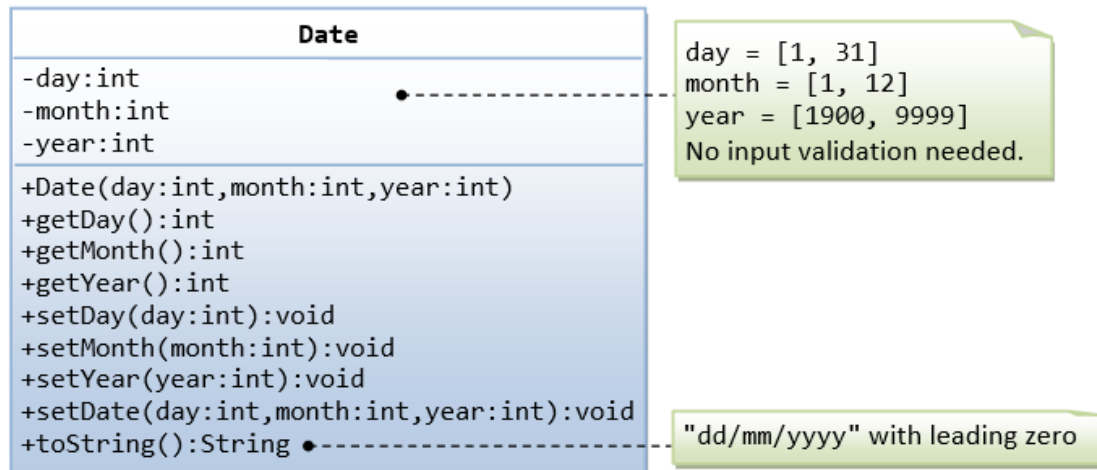 Date
-day:int
-month:int
-year:int
day = [1, 31]
month = [1, 12]
year = [1900, 9999]
No input validation needed.
+Date(day:int,month:int,year:int)
+getDay():int
+getMonth():int
+getYear():int
+setDay(day:int):void
+setMonth(month:int):void
+setYear(year:int):void
+setDate(day:int,month:int,year:int):void
+toString():String
"dd/mm/yyyy" with leading zero